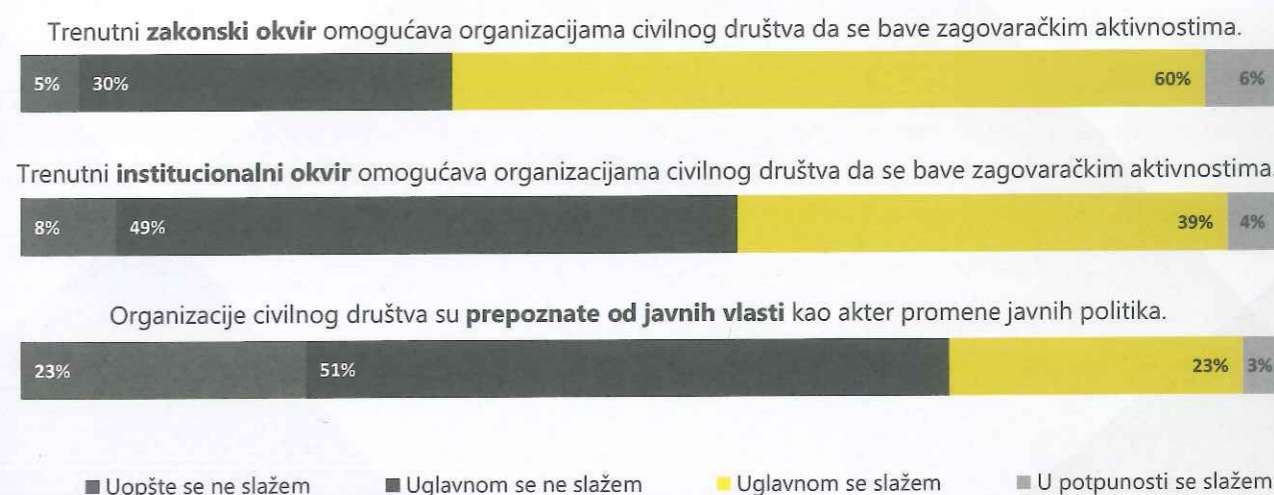 Trenutni zakonski okvir omogućava organizacijama civilnog društva da se bave zagovaračkim aktivnostima.
5% 30% 60% 6%
Trenutni institucionalni okvir omogućava organizacijama civilnog društva da se bave zagovaračkim aktivnostima.
8% 49% 39% 4%
Organizacije civilnog društva su prepoznate od javnih vlasti kao akter promene javnih politika.
23% 51% 23% 3%
Uopšte se ne slažem Uglavnom se ne slažem Uglavnom se slažem U potpunosti se slažem